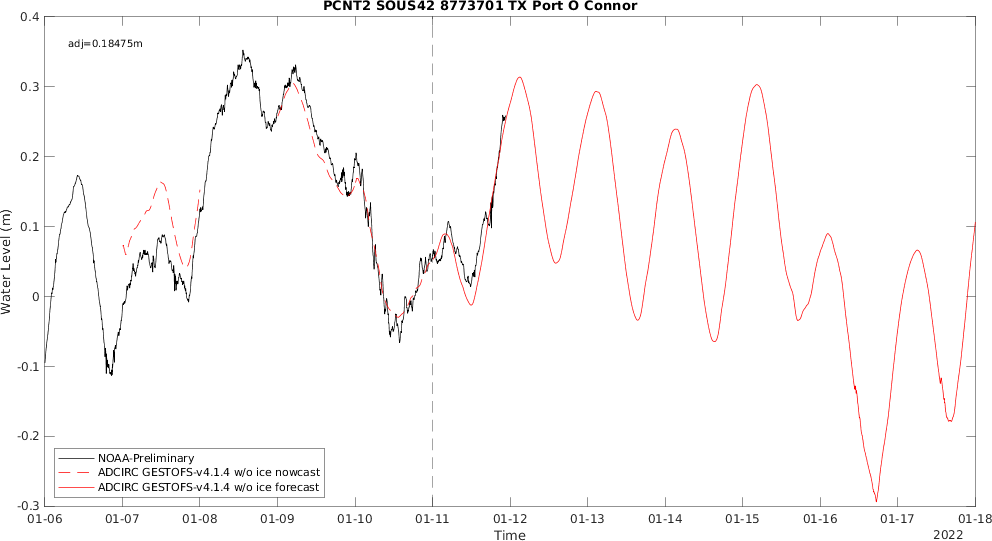 PCNT2 SOUS42 8773701 TX Port O Connor
adj=0.18475m
Water Level (m)
0.4
0.3
0.2
0.1
0
-0.1
-0.2
-0.3
NOAA-Preliminary
ADCIRC GESTOFS-v4.1.4 w/o ice nowcast
ADCIRC GESTOFS-v4.1.4 w/o ice forecast
01-06 01-07 01-08 01-09 01-10 01-11 01-12 01-13 01-14 01-15 01-16 01-17 01-18
Time
2022